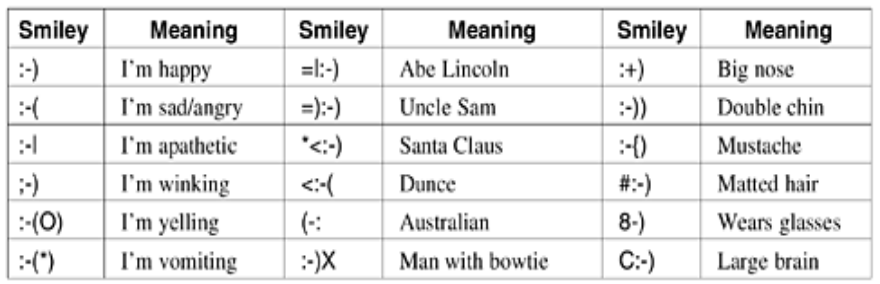 Smiley Meaning Smiley Meaning Smiley Meaning
:-) I'm happy =|:-) Abe Lincoln :+) Big nose
:-( I'm sad/angry =):-) Uncle Sam :-)) Double chin
:-| I'm apathetic *<:-) Santa Claus :-{) Mustache
;-) I'm winking <:-( Dunce #:-) Matted hair
:-(O) I'm yelling (-: Australian 8-) Wears glasses
:-(*) I'm vomiting :-)X Man with bowtie C:-) Large brain